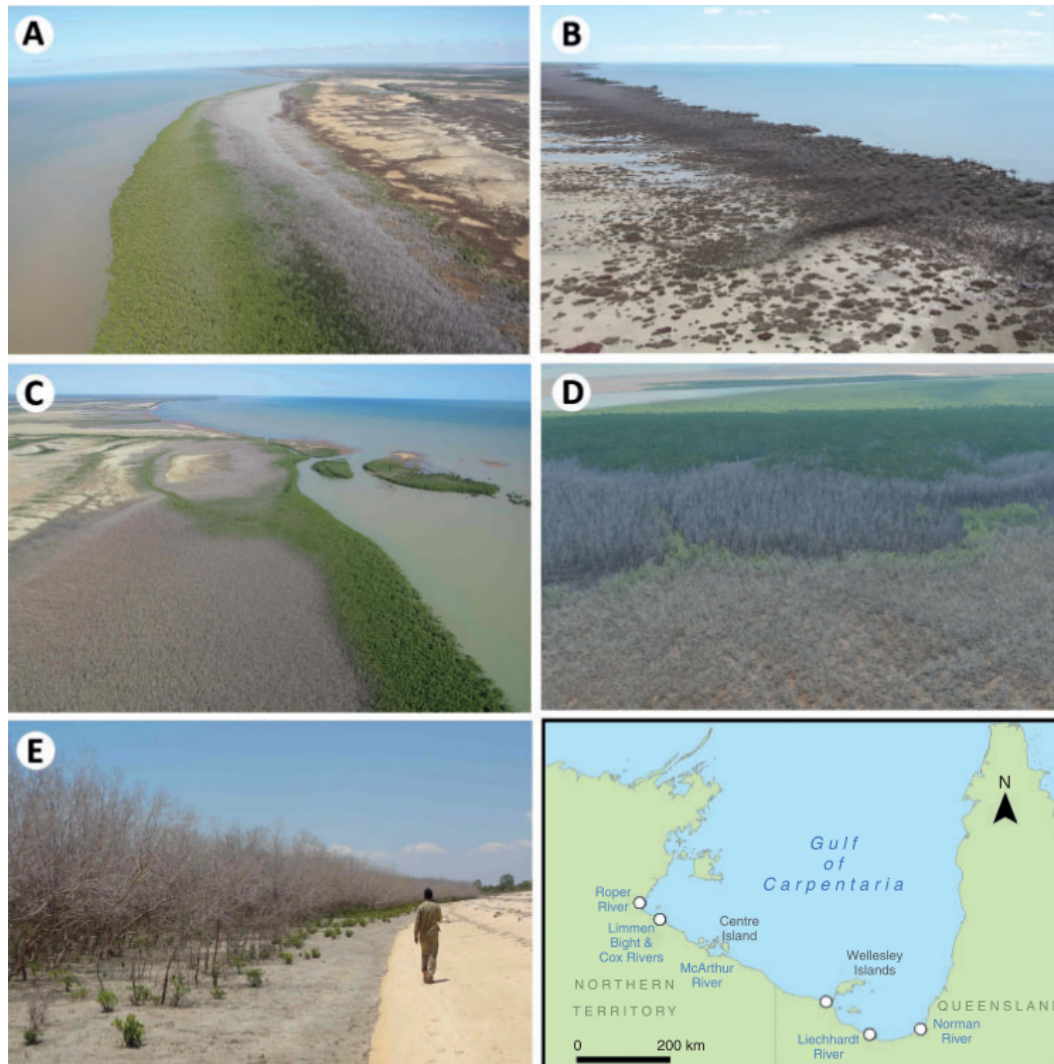 A
B
C
D
E
N
Gulf
of
Carpentaria
Roper
River
Limmen
Bight &
Cox Rivers
Centre
Island
McArthur
River
Wellesley
Islands
NORTHERN
TERRITORY
QUEENSLAND
Liechhardt
River
Norman
River
0 200 km